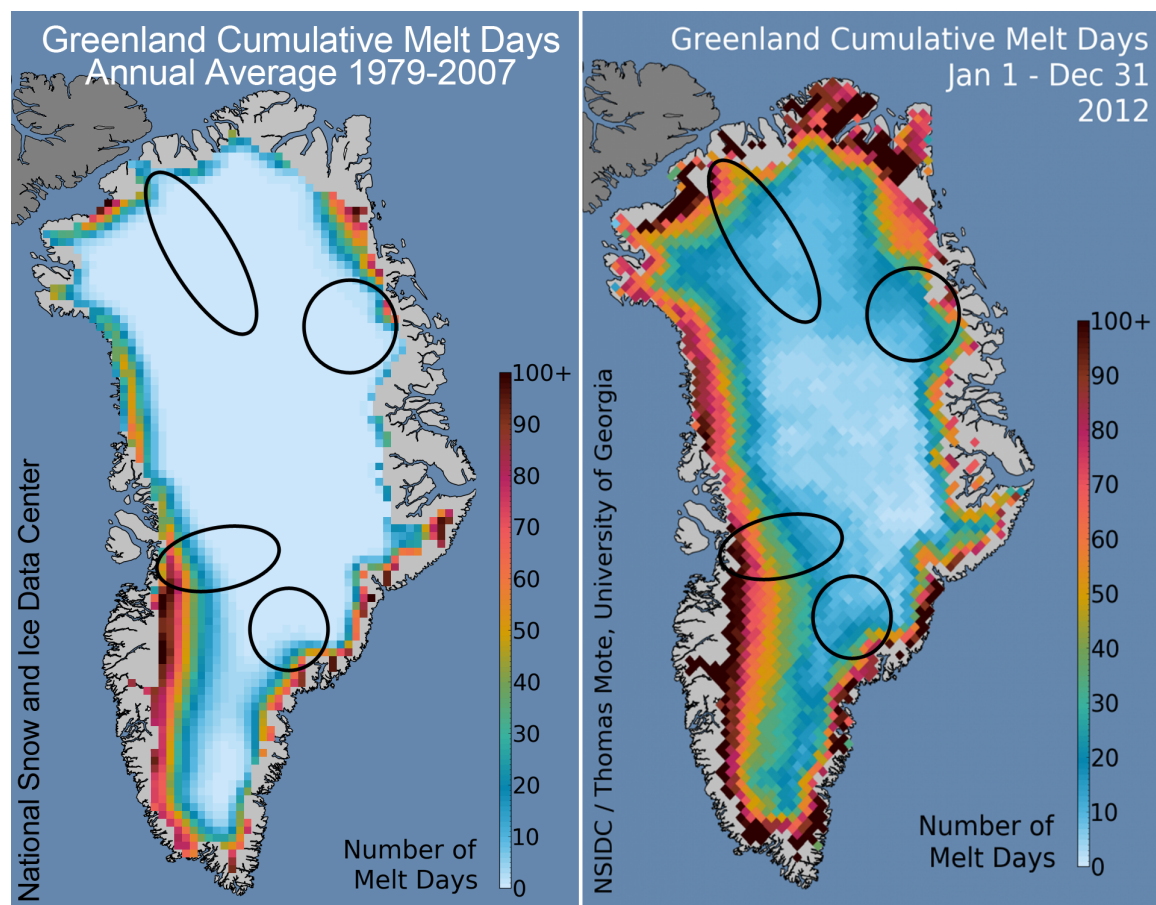 Greenland Cumulative Melt Days
Annual Average 1979-2007
100+
90
80
70
60
50
40
30
20
10
0
Number of
Melt Days
National Snow and Ice Data Center
Greenland Cumulative Melt Days
Jan 1 - Dec 31
2012
100+
90
80
70
60
50
40
30
20
10
0
Number of
Melt Days
NSIDC / Thomas Mote, University of Georgia